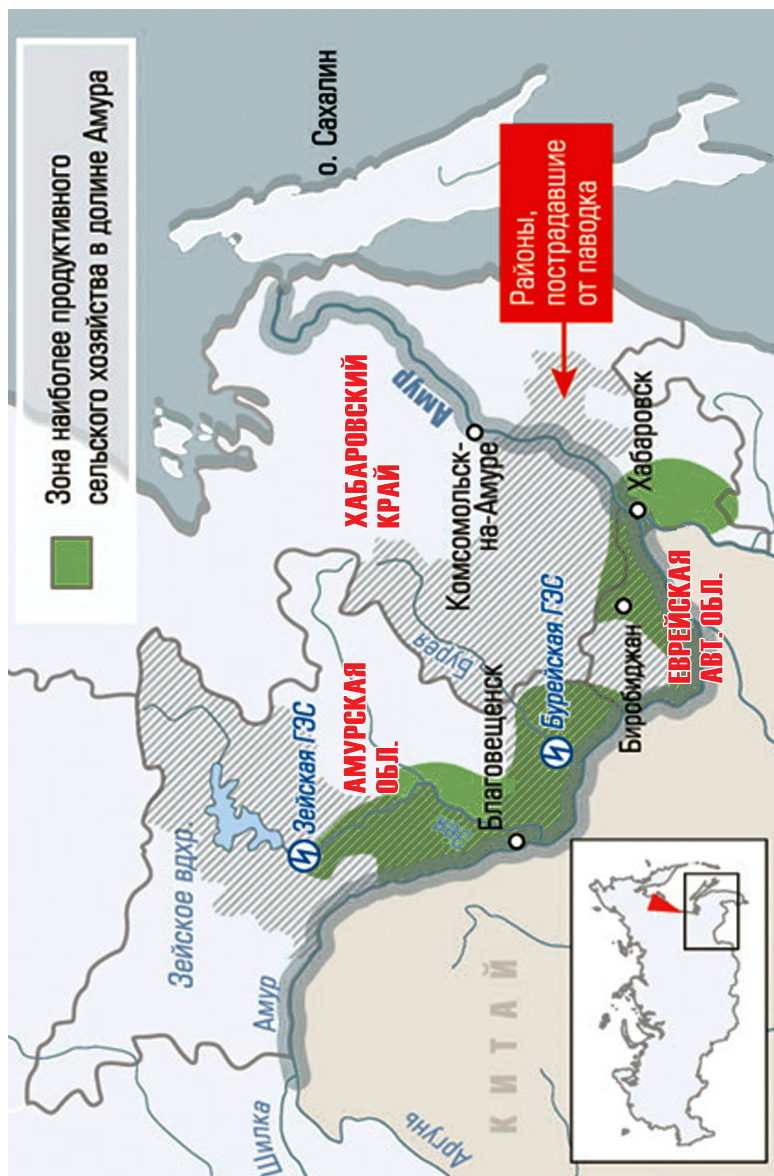 Зона наиболее продуктивного
сельского хозяйства в долине Амура
о. Сахалин
Районы,
пострадавшие
от паводка
ХАБАРОВСКИЙ
КРАЙ
Амур
Комсомольск-
на-Амуре
Хабаровск
Зейское вдхр.
Зейская ГЭС
АМУРСКАЯ
ОБЛ.
Бурея
Бурейская ГЭС
Зея
Благовещенск
Биробиджан
ЕВРЕЙСКАЯ
АВТ. ОБЛ.
Амур
Шилка
Аргунь
КИТАЙ